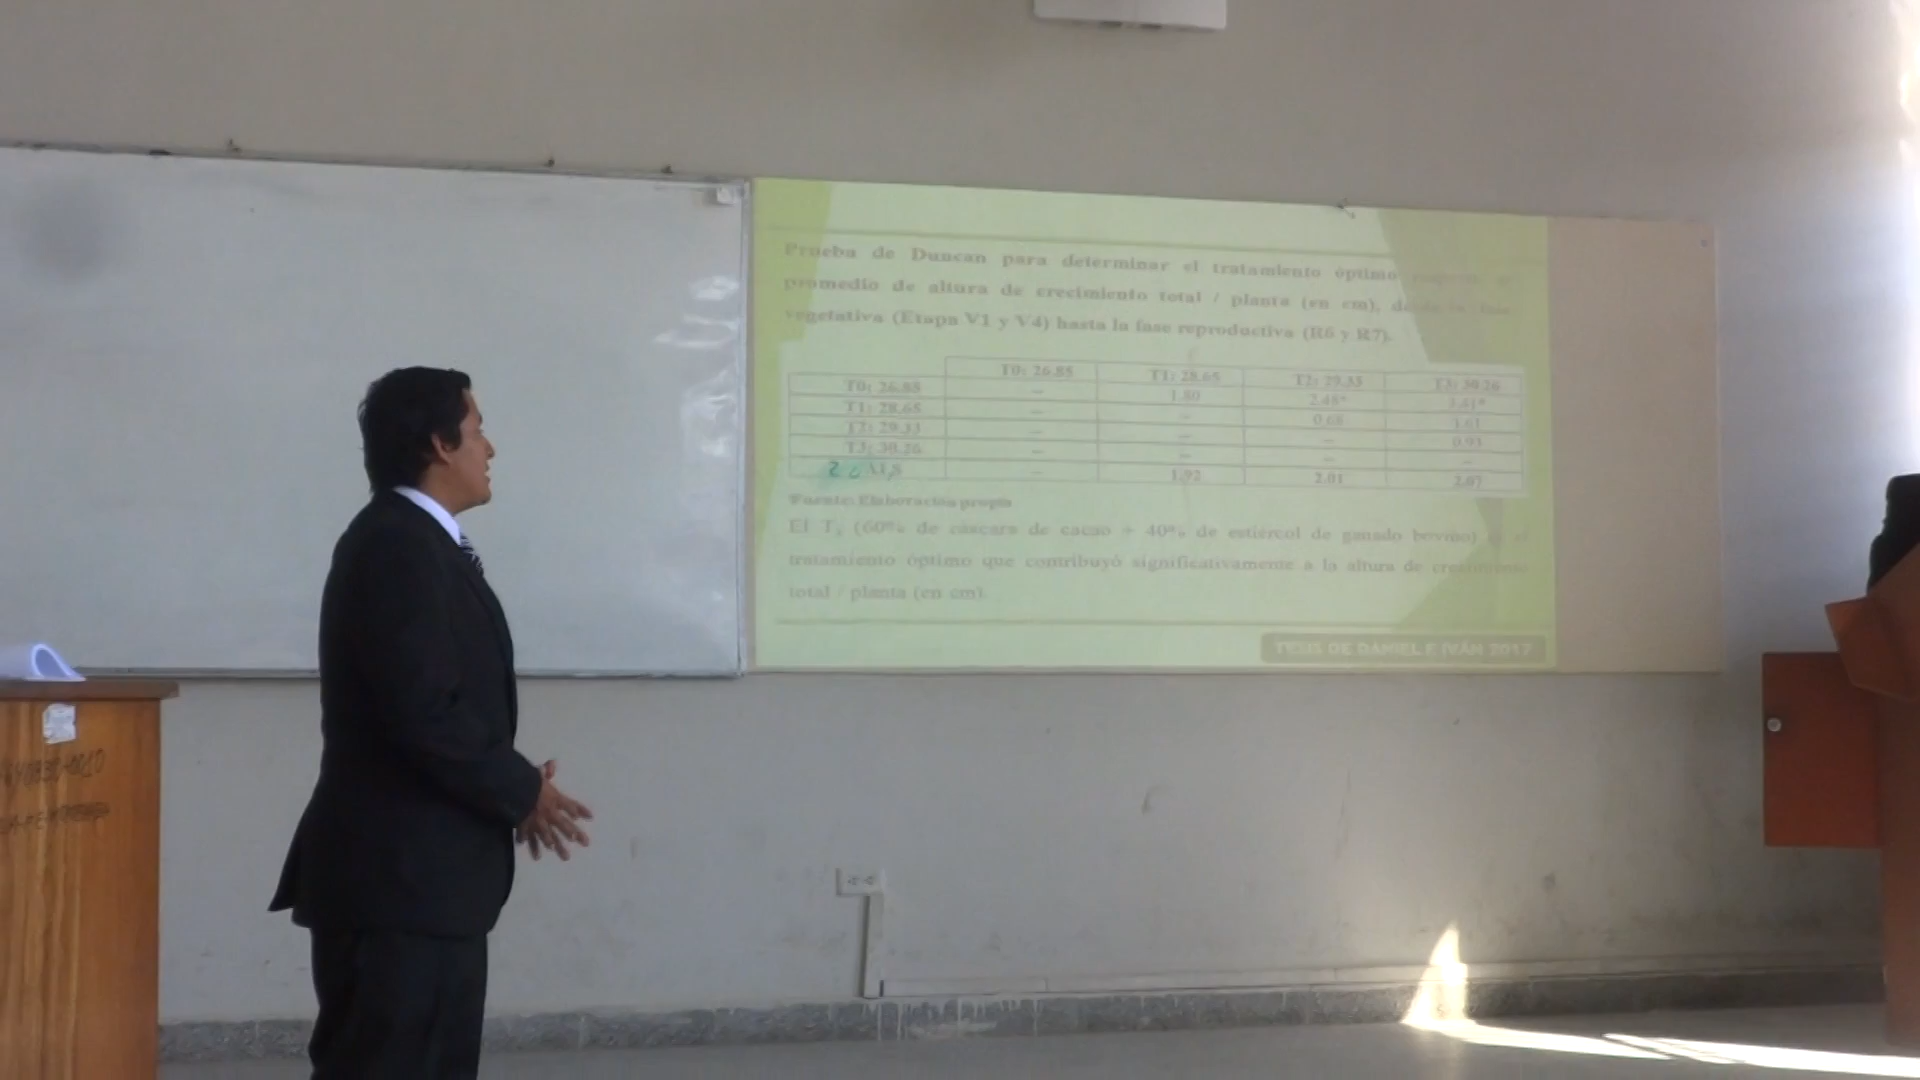 Prueba de Duncan para determinar el tratamiento óptimo
promedio de altura de crecimiento total / planta (en cm),
vegetativa (Etapa V1 y V4) hasta la fase reproductiva (R6 y R7).
T0: 26.85 T1: 28.65 T2: 29.33 T3: 30.26
T0: 26.85 – 1.80 2.48* 3.41*
T1: 28.65 – – 0.68 1.61
T2: 29.33 – – – 0.93
T3: 30.26 – – – –
– 1.92 2.01 2.07
Fuente: Elaboración propia
El T (60% de cáscara de cacao + 40% de estiércol de ganado bovino)
tratamiento óptimo que contribuyó significativamente a la altura de crecimiento
total / planta (en cm).
TESIS DE DANIEL E IVÁN 2017